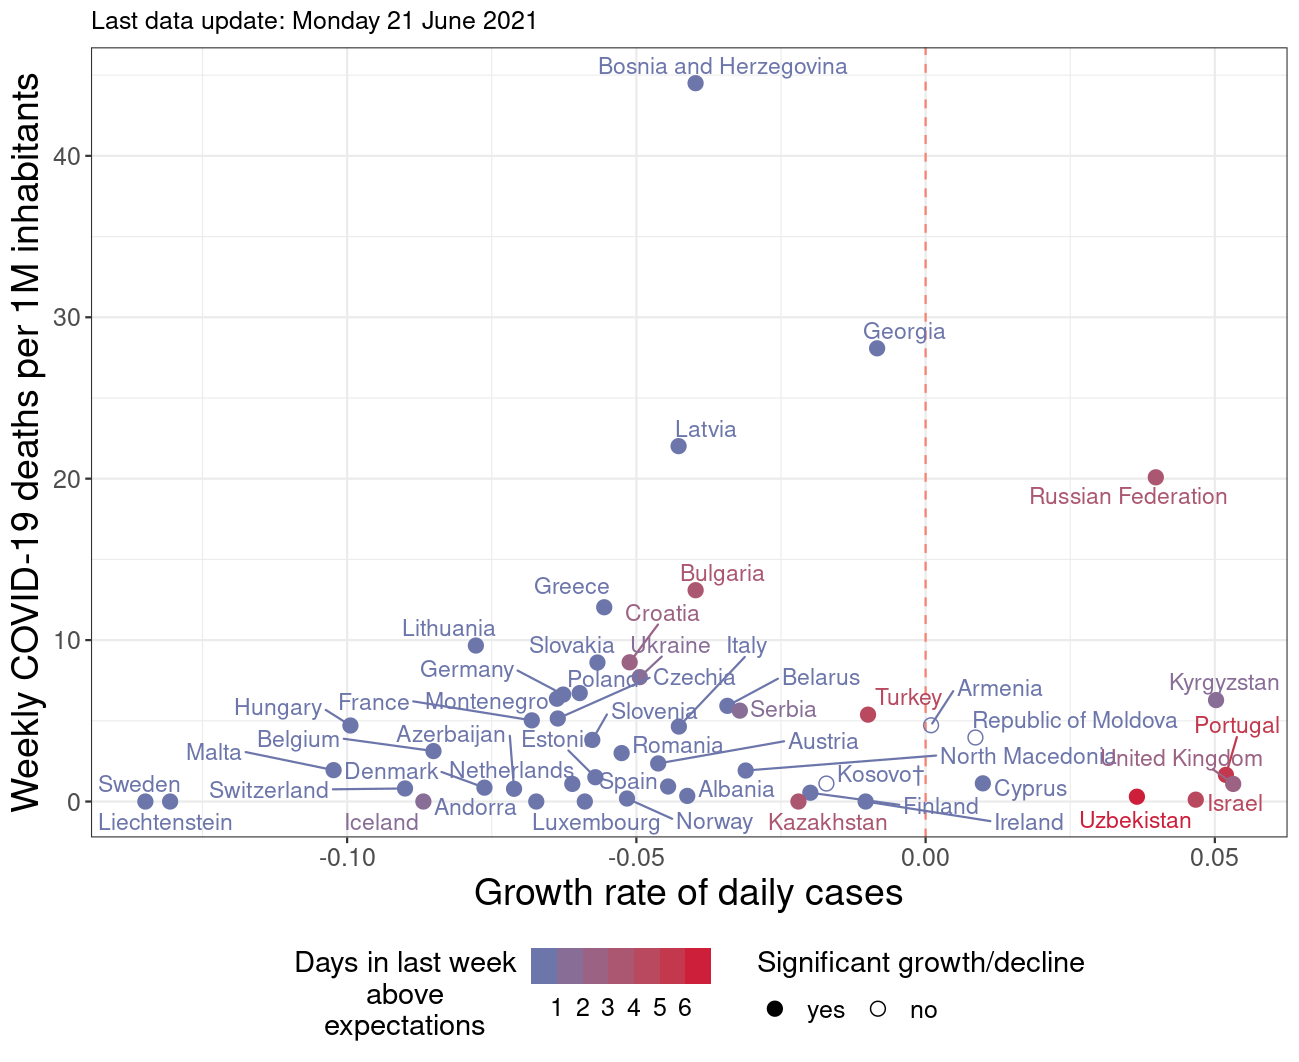 Last data update: Monday 21 June 2021
Weekly COVID-19 deaths per 1M inhabitants
40
30
20
10
0
Bosnia and Herzegovina
Georgia
Latvia
Russian Federation
Bulgaria
Greece
Croatia
Lithuania
Slovakia
Ukraine
Italy
Germany
Poland
Czechia
Belarus
Kyrgyzstan
Turkey
Armenia
France
Montenegro
Hungary
Slovenia
Serbia
Republic of Moldova
Portugal
Belgium
Azerbaijan
Estonia
Romania
Austria
Malta
North Macedonia
United Kingdom
Denmark
Netherlands
Kosovo†
Sweden
Switzerland
Spain
Albania
Cyprus
Andorra
Finland
Israel
Liechtenstein
Iceland
Luxembourg
Norway
Kazakhstan
Ireland
Uzbekistan
-0.10
-0.05
0.00
0.05
Growth rate of daily cases
Days in last week
above
expectations
1 2 3 4 5 6
Significant growth/decline
yes
no